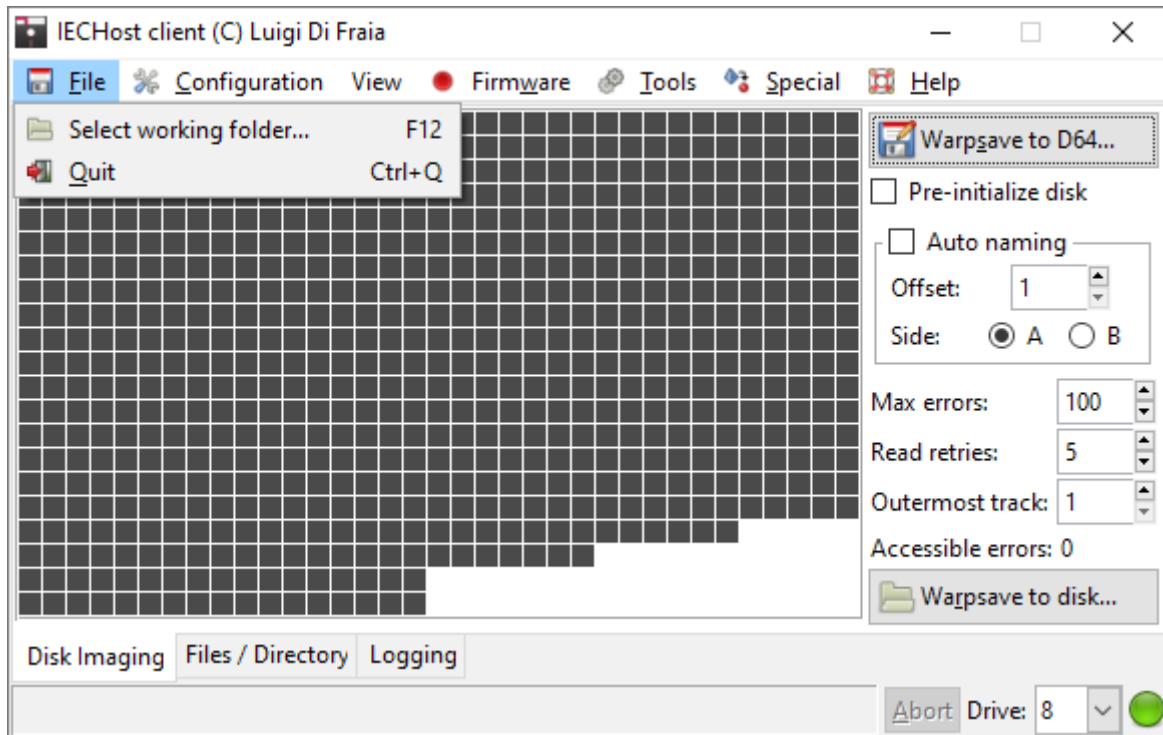 IECHost client (C) Luigi Di Fraia
File Configuration View Firmware Tools Special Help
Select working folder... F12
Quit Ctrl+Q
Warpsave to D64...
Pre-initialize disk
Auto naming
Offset: 1
Side: A B
Max errors: 100
Read retries: 5
Outermost track: 1
Accessible errors: 0
Warpsave to disk...
Disk Imaging Files / Directory Logging
Abort Drive: 8